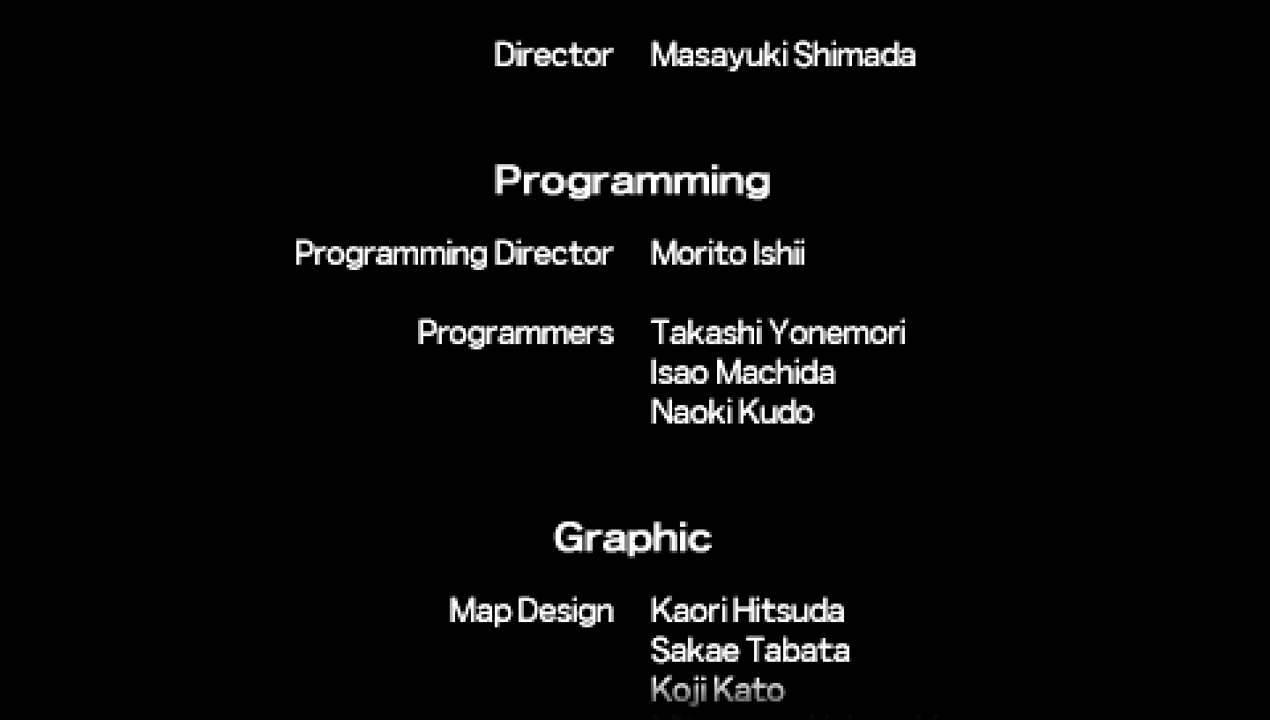 Director Masayuki Shimada
Programming
Programming Director Morito Ishii
Programmers Takashi Yonemori
Isao Machida
Naoki Kudo
Graphic
Map Design Kaori Hitsuda
Sakae Tabata
Koji Kato